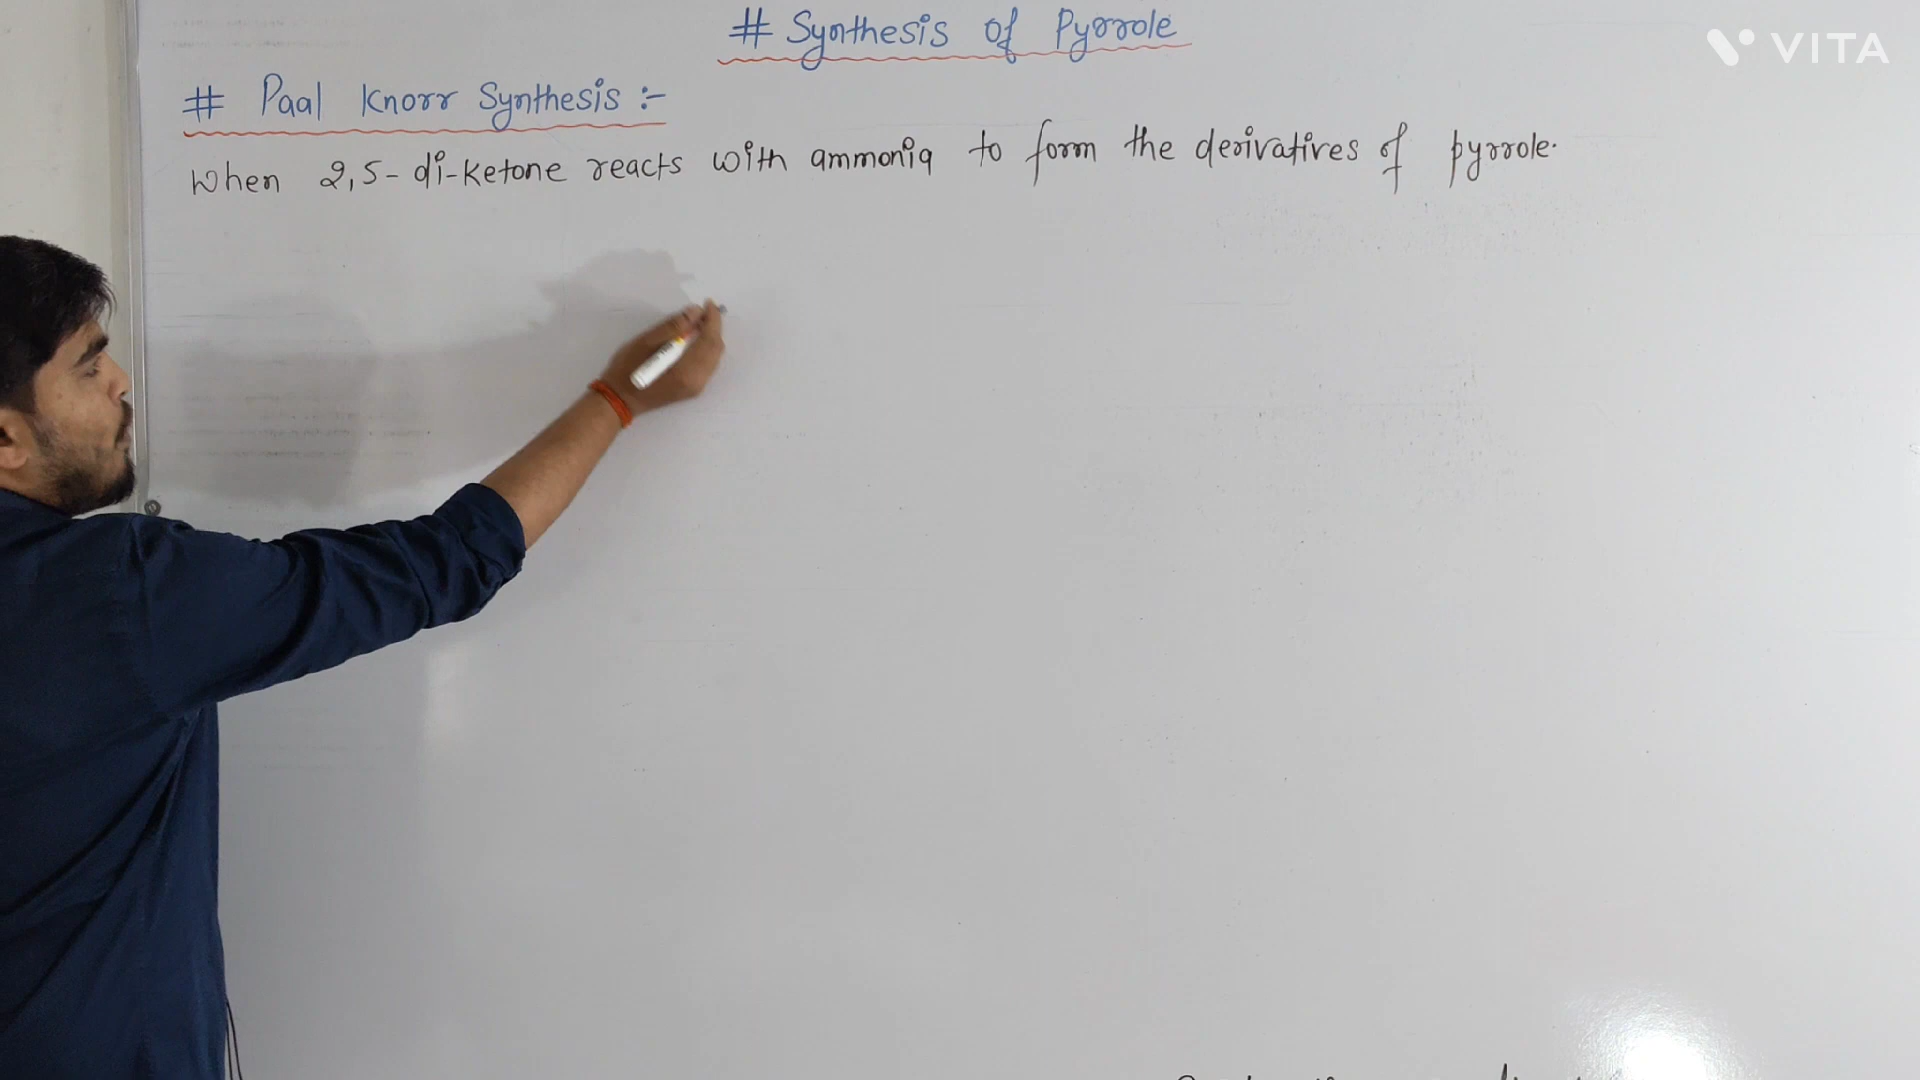 # Synthesis of Pyrrole
VITA
# Paal Knorr Synthesis :-
When 2,5-di-ketone reacts with ammonia to form the derivatives of pyrrole.